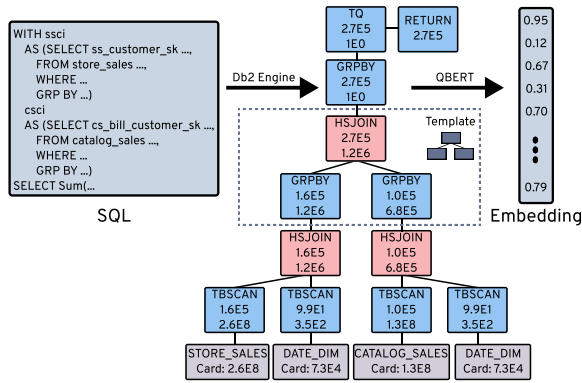 WITH ssci
AS (SELECT ss_customer_sk ...,
FROM store_sales ...,
WHERE ...
GRP BY ...)
csci
AS (SELECT cs_bill_customer_sk ...,
FROM catalog_sales ...,
WHERE ...
GRP BY ...)
SELECT Sum(...
SQL
Db2 Engine
TQ
2.7E5
1E0
RETURN
2.7E5
GRPBY
2.7E5
1E0
QBERT
HSJOIN
2.7E5
1.2E6
Template
GRPBY
1.6E5
1.2E6
GRPBY
1.0E5
6.8E5
HSJOIN
1.6E5
1.2E6
HSJOIN
1.0E5
6.8E5
TBSCAN
1.6E5
2.6E8
TBSCAN
9.9E1
3.5E2
TBSCAN
1.0E5
1.3E8
TBSCAN
9.9E1
3.5E2
STORE_SALES
Card: 2.6E8
DATE_DIM
Card: 7.3E4
CATALOG_SALES
Card: 1.3E8
DATE_DIM
Card: 7.3E4
0.95
0.12
0.67
0.31
0.70
0.79
Embedding